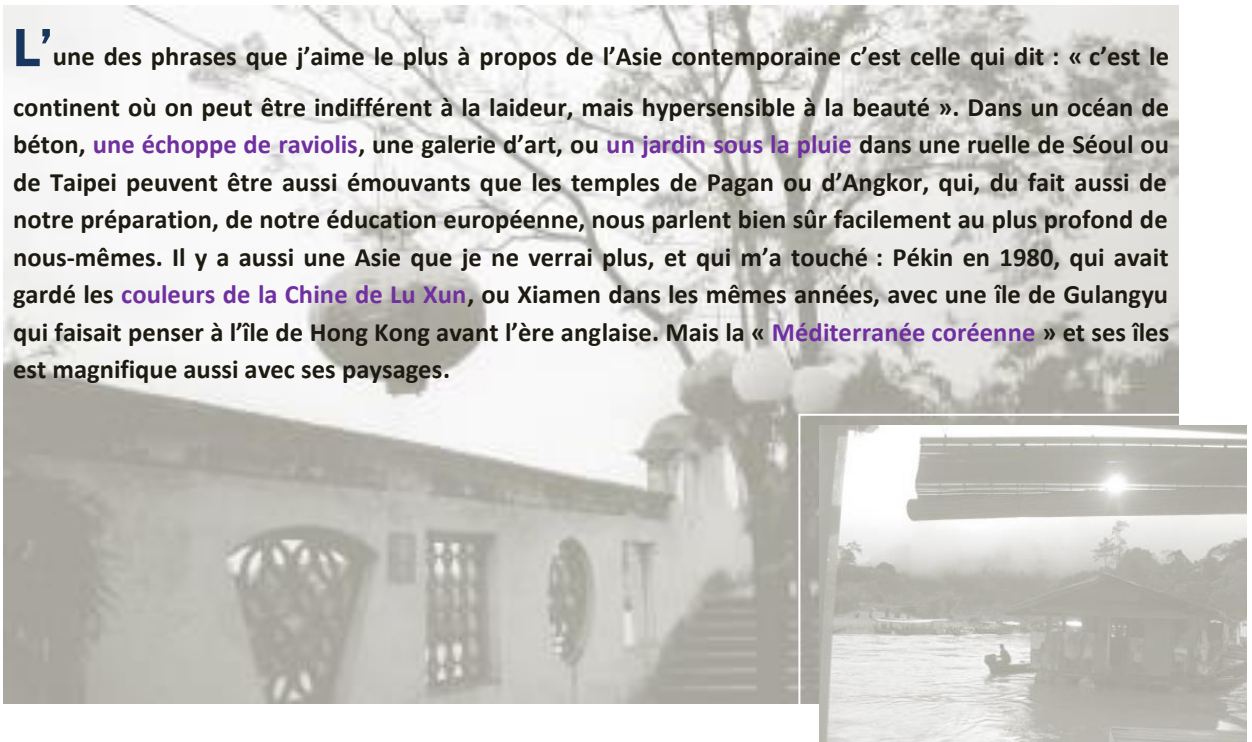 L’une des phrases que j’aime le plus à propos de l’Asie contemporaine c’est celle qui dit : « c’est le
continent où on peut être indifférent à la laideur, mais hypersensible à la beauté ». Dans un océan de
béton, une échoppe de raviolis, une galerie d’art, ou un jardin sous la pluie dans une ruelle de Séoul ou
de Taipei peuvent être aussi émouvants que les temples de Pagan ou d’Angkor, qui, du fait aussi de
notre préparation, de notre éducation européenne, nous parlent bien sûr facilement au plus profond de
nous-mêmes. Il y a aussi une Asie que je ne verrai plus, et qui m’a touché : Pékin en 1980, qui avait
gardé les couleurs de la Chine de Lu Xun, ou Xiamen dans les mêmes années, avec une île de Gulangyu
qui faisait penser à l’île de Hong Kong avant l’ère anglaise. Mais la « Méditerranée coréenne » et ses îles
est magnifique aussi avec ses paysages.